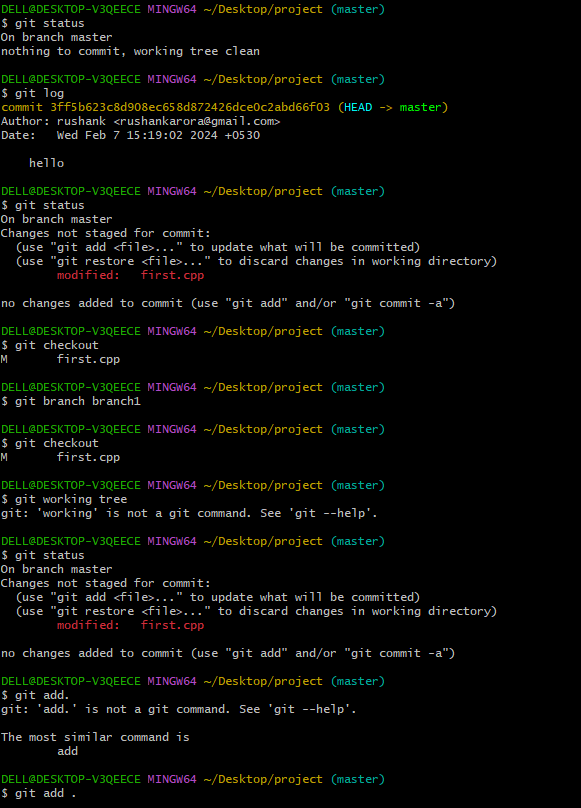 DELL@DESKTOP-V3QEECE MINGW64 ~/Desktop/project (master)
$ git status
On branch master
nothing to commit, working tree clean
DELL@DESKTOP-V3QEECE MINGW64 ~/Desktop/project (master)
$ git log
commit 3ff5b623c8d908ec658d872426dce0c2abd66f03 (HEAD -> master)
Author: rushank <rushankarora@gmail.com>
Date:   Wed Feb 7 15:19:02 2024 +0530
    hello
DELL@DESKTOP-V3QEECE MINGW64 ~/Desktop/project (master)
$ git status
On branch master
Changes not staged for commit:
  (use "git add <file>..." to update what will be committed)
  (use "git restore <file>..." to discard changes in working directory)
        modified:   first.cpp
no changes added to commit (use "git add" and/or "git commit -a")
DELL@DESKTOP-V3QEECE MINGW64 ~/Desktop/project (master)
$ git checkout
M       first.cpp
DELL@DESKTOP-V3QEECE MINGW64 ~/Desktop/project (master)
$ git branch branch1
DELL@DESKTOP-V3QEECE MINGW64 ~/Desktop/project (master)
$ git checkout
M       first.cpp
DELL@DESKTOP-V3QEECE MINGW64 ~/Desktop/project (master)
$ git working tree
git: 'working' is not a git command. See 'git --help'.
DELL@DESKTOP-V3QEECE MINGW64 ~/Desktop/project (master)
$ git status
On branch master
Changes not staged for commit:
  (use "git add <file>..." to update what will be committed)
  (use "git restore <file>..." to discard changes in working directory)
        modified:   first.cpp
no changes added to commit (use "git add" and/or "git commit -a")
DELL@DESKTOP-V3QEECE MINGW64 ~/Desktop/project (master)
$ git add.
git: 'add.' is not a git command. See 'git --help'.
The most similar command is
        add
DELL@DESKTOP-V3QEECE MINGW64 ~/Desktop/project (master)
$ git add .